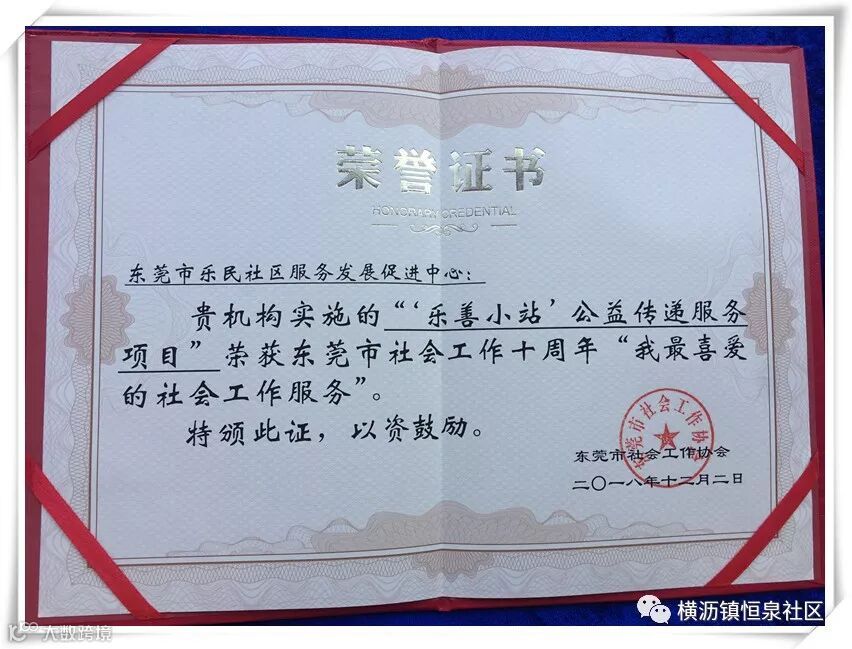 荣誉证书
HONORARY CREDENTIAL
东莞市乐民社区服务发展促进中心：
贵机构实施的“‘乐善小站’公益传递服务
项目”荣获东莞市社会工作十周年“我最喜爱
的社会工作服务”。
特颁此证，以资鼓励。
东莞市社会工作协会
东莞市社会工作协会
二〇一八年十二月二日
横沥镇恒泉社区
大数跨境